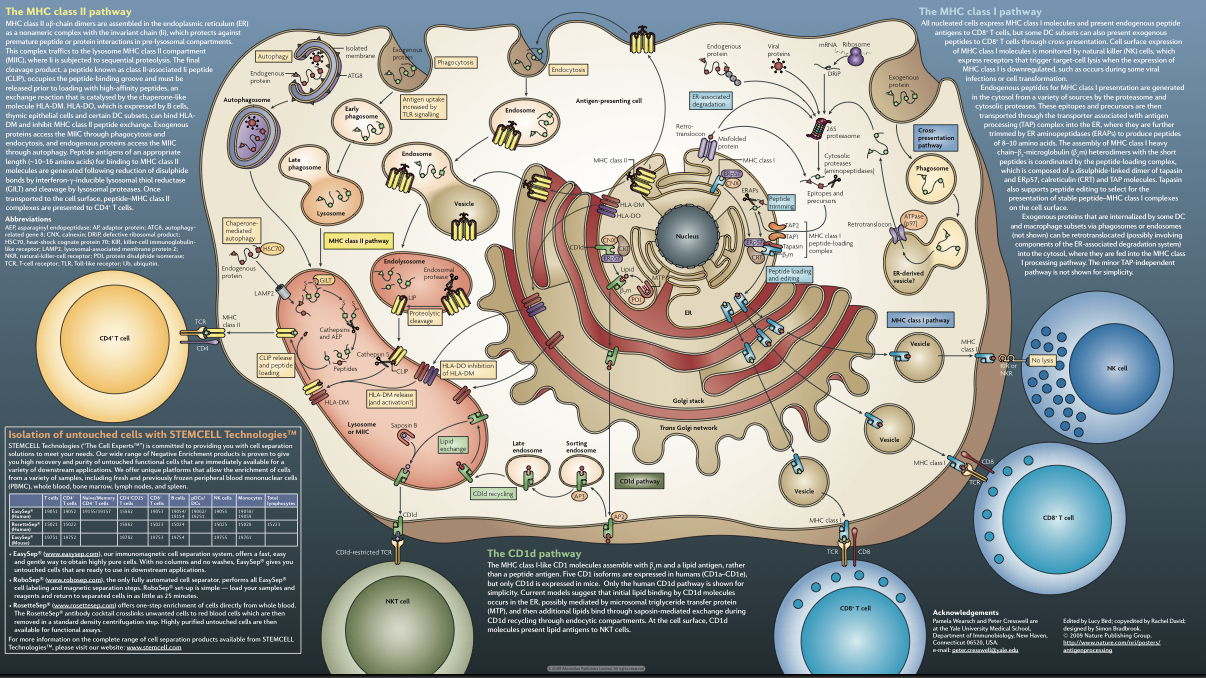 The MHC class II pathway
MHC class II αβ-chain dimers are assembled in the endoplasmic reticulum (ER)
as a nonameric complex with the invariant chain (Ii), which protects against
premature peptide or protein interactions in pre-lysosomal compartments.
This complex traffics to the lysosome MHC class II compartment
(MIIC), where Ii is subjected to sequential proteolysis. The final
cleavage product, a peptide known as class II-associated Ii peptide
(CLIP), occupies the peptide binding groove and must be
released prior to loading with high-affinity peptides, an
exchange reaction that is catalysed by the chaperone-like
molecule HLA-DM. HLA-DO, which is expressed by B cells,
thymic epithelial cells and certain DC subsets, can bind HLA-
DM and inhibit MHC class II peptide exchange. Exogenous
proteins access the MIIC through phagocytosis and
endocytosis, and endogenous proteins access the MIIC
through autophagy. Peptide antigens of an appropriate
length (~10–16 amino acids) for binding to MHC class II
molecules are generated following reduction of disulphide
bonds by interferon-γ-inducible lysosomal thiol reductase
(GILT) and cleavage by lysosomal proteases. Once
transported to the cell surface, peptide–MHC class II
complexes are presented to CD4⁺ T cells.
Abbreviations
AEP, asparaginyl endopeptidase; AP, adaptor protein; ATG8, autophagy-
related gene 8; CNX, calnexin; DRiP, defective ribosomal product;
HSC70, heat-shock cognate protein 70; KIR, killer-cell immunoglobulin-
like receptor; LAMP2, lysosomal-associated membrane protein 2;
NKR, natural-killer-cell receptor; PDI, protein disulphide isomerase;
TCR, T-cell receptor; TLR, Toll-like receptor; Ub, ubiquitin.
The MHC class I pathway
All nucleated cells express MHC class I molecules and present endogenous peptide
antigens to CD8⁺ T cells, but some DC subsets can also present exogenous
peptides to CD8⁺ T cells through cross-presentation. Cell surface expression
of MHC class I molecules is monitored by natural killer (NK) cells, which
express receptors that trigger target-cell lysis when the expression of
MHC class I is downregulated, such as occurs during some viral
infections or cell transformation.
Endogenous peptides for MHC class I presentation are generated
in the cytosol from a variety of sources by the proteasome and
cytosolic proteases. These epitopes and precursors are then
transported through the transporter associated with antigen
processing (TAP) complex into the ER, where they are further
trimmed by ER aminopeptidases (ERAPs) to produce peptides
of 8–10 amino acids. The assembly of MHC class I heavy
chain–β₂-microglobulin (β₂m) heterodimers with the short
peptides is coordinated by the peptide-loading complex,
which is composed of a disulphide-linked dimer of tapasin
and ERp57, calreticulin (CRT) and TAP molecules. Tapasin
also supports peptide editing to select for the
presentation of stable peptide–MHC class I complexes
on the cell surface.
Exogenous proteins that are internalized by some DC
and macrophage subsets via phagosomes or endosomes
(not shown) can be retrotranslocated (possibly involving
components of the ER-associated degradation system)
into the cytosol, where they are fed into the MHC class
I processing pathway. The minor TAP-independent
pathway is not shown for simplicity.
Autophagy
Isolated
membrane
Endogenous
protein
ATG8
Autophagosome
Exogenous
protein
Phagocytosis
Endocytosis
Early
phagosome
Antigen uptake
increased by
TLR signalling
Endosome
Antigen-presenting cell
Late
phagosome
Lysosome
Endosome
Vesicle
MHC class II pathway
Chaperone-
mediated
autophagy
HSC70
Endogenous
protein
LAMP2
GILT
Endolysosome
Endosomal
protease
LIP
Proteolytic
cleavage
Cathepsins
and AEP
Peptides
Cathepsin S
CLIP
CLIP release
and peptide
loading
HLA-DM
HLA-DO inhibition
of HLA-DM
HLA-DM release
(and activation?)
Lysosome
or MIIC
Saposin B
Lipid
exchange
Late
endosome
Sorting
endosome
CD1d recycling
AP3
AP2
CD1d pathway
CD1d
CD1d-restricted TCR
NKT cell
CD4⁺ T cell
TCR
CD4
MHC
class II
Endogenous
protein
Viral
proteins
mRNA
Ribosome
DRiP
Exogenous
protein
ER-associated
degradation
Retro-
translocon
Misfolded
protein
26S
proteasome
Cross-
presentation
pathway
Phagosome
Cytosolic
proteases
(aminopeptidases)
Epitopes and
precursors
MHC class II
MHC class I
ERp57
CNX
ERAPs
Peptide
trimming
HLA-DM
HLA-DO
Nucleus
TAP2
TAP1
Tapasin
β₂m
MHC class I
peptide-loading
complex
ERp57
CRT
Peptide loading
and editing
CD1d
CNX
CRT
ERp57
Lipid
β₂m
MTP
PDI
ER
Golgi stack
Trans Golgi network
Retrotranslocon
ATPase
(p97)
ER-derived
vesicle?
MHC class I pathway
Vesicle
MHC class I
KIR or
NKR
No lysis
NK cell
Vesicle
MHC class I
CD8
TCR
CD8⁺ T cell
Vesicle
MHC class I
TCR
CD8
CD8⁺ T cell
Isolation of untouched cells with STEMCELL Technologies™
STEMCELL Technologies ("The Cell Experts™") is committed to providing you with cell separation
solutions to meet your needs. Our wide range of Negative Enrichment products is proven to give
you high recovery and purity of untouched functional cells that are immediately available for a
variety of downstream applications. We offer unique platforms that allow the enrichment of cells
from a variety of samples, including fresh and previously frozen peripheral blood mononuclear cells
(PBMC), whole blood, bone marrow, lymph nodes, and spleen.
T cells CD4⁺ T cells Naive/Memory CD4⁺ T cells CD4⁺CD25⁺ T cells CD8⁺ T cells B cells pDCs/DCs NK cells Monocytes Total lymphocytes
EasySep® (Human) 19051 19052 19155/19157 15862 19053 19054/19154 19062/19251 19055 19058/19059
RosetteSep® (Human) 15021 15022 15862 15023 15024 15025 15028 15223
EasySep® (Mouse) 19751 19752 19782 19753 19754 19755 19761
• EasySep® (www.easysep.com), our immunomagnetic cell separation system, offers a fast, easy
and gentle way to obtain highly pure cells. With no columns and no washes, EasySep® gives you
untouched cells that are ready to use in downstream applications.
• RoboSep® (www.robosep.com), the only fully automated cell separator, performs all EasySep®
cell labeling and magnetic separation steps. RoboSep® set-up is simple — load your samples and
reagents and return to separated cells in as little as 25 minutes.
• RosetteSep® (www.rosettesep.com) offers one-step enrichment of cells directly from whole blood.
The RosetteSep® antibody cocktail crosslinks unwanted cells to red blood cells which are then
removed in a standard density centrifugation step. Highly purified untouched cells are then
available for functional assays.
For more information on the complete range of cell separation products available from STEMCELL
Technologies™, please visit our website: www.stemcell.com
The CD1d pathway
The MHC class I-like CD1 molecules assemble with β₂m and a lipid antigen, rather
than a peptide antigen. Five CD1 isoforms are expressed in humans (CD1a–CD1e),
but only CD1d is expressed in mice. Only the human CD1d pathway is shown for
simplicity. Current models suggest that initial lipid binding by CD1d molecules
occurs in the ER, possibly mediated by microsomal triglyceride transfer protein
(MTP), and then additional lipids bind through saposin-mediated exchange during
CD1d recycling through endocytic compartments. At the cell surface, CD1d
molecules present lipid antigens to NKT cells.
Acknowledgements
Pamela Wearsch and Peter Cresswell are
at the Yale University Medical School,
Department of Immunobiology, New Haven,
Connecticut 06520, USA.
e-mail: peter.cresswell@yale.edu
Edited by Lucy Bird; copyedited by Rachel David;
designed by Simon Bradbrook.
© 2009 Nature Publishing Group.
http://www.nature.com/nri/posters/
antigenprocessing